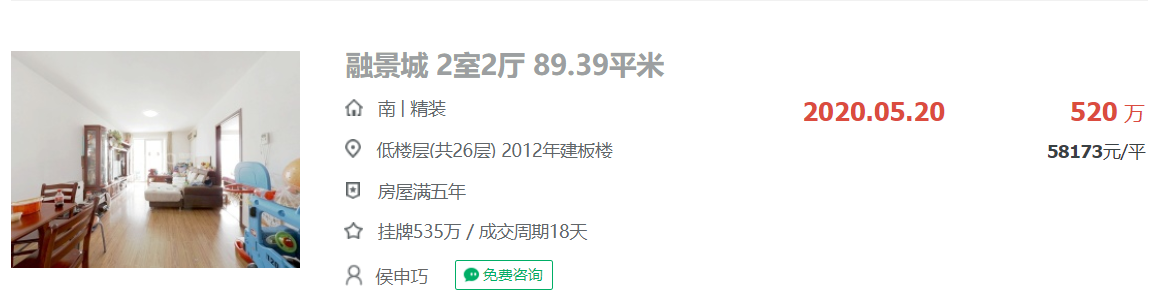 融景城 2室2厅 89.39平米
南 | 精装
2020.05.20
520 万
低楼层(共26层) 2012年建板楼
58173元/平
房屋满五年
挂牌535万 / 成交周期18天
侯申巧
免费咨询
120